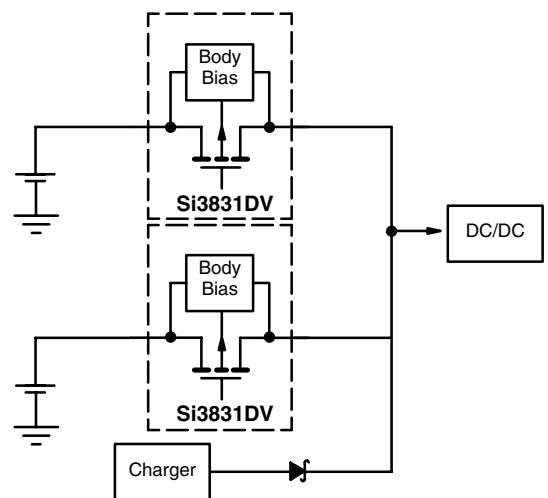 Body
Bias
Si3831DV
DC/DC
Body
Bias
Si3831DV
Charger